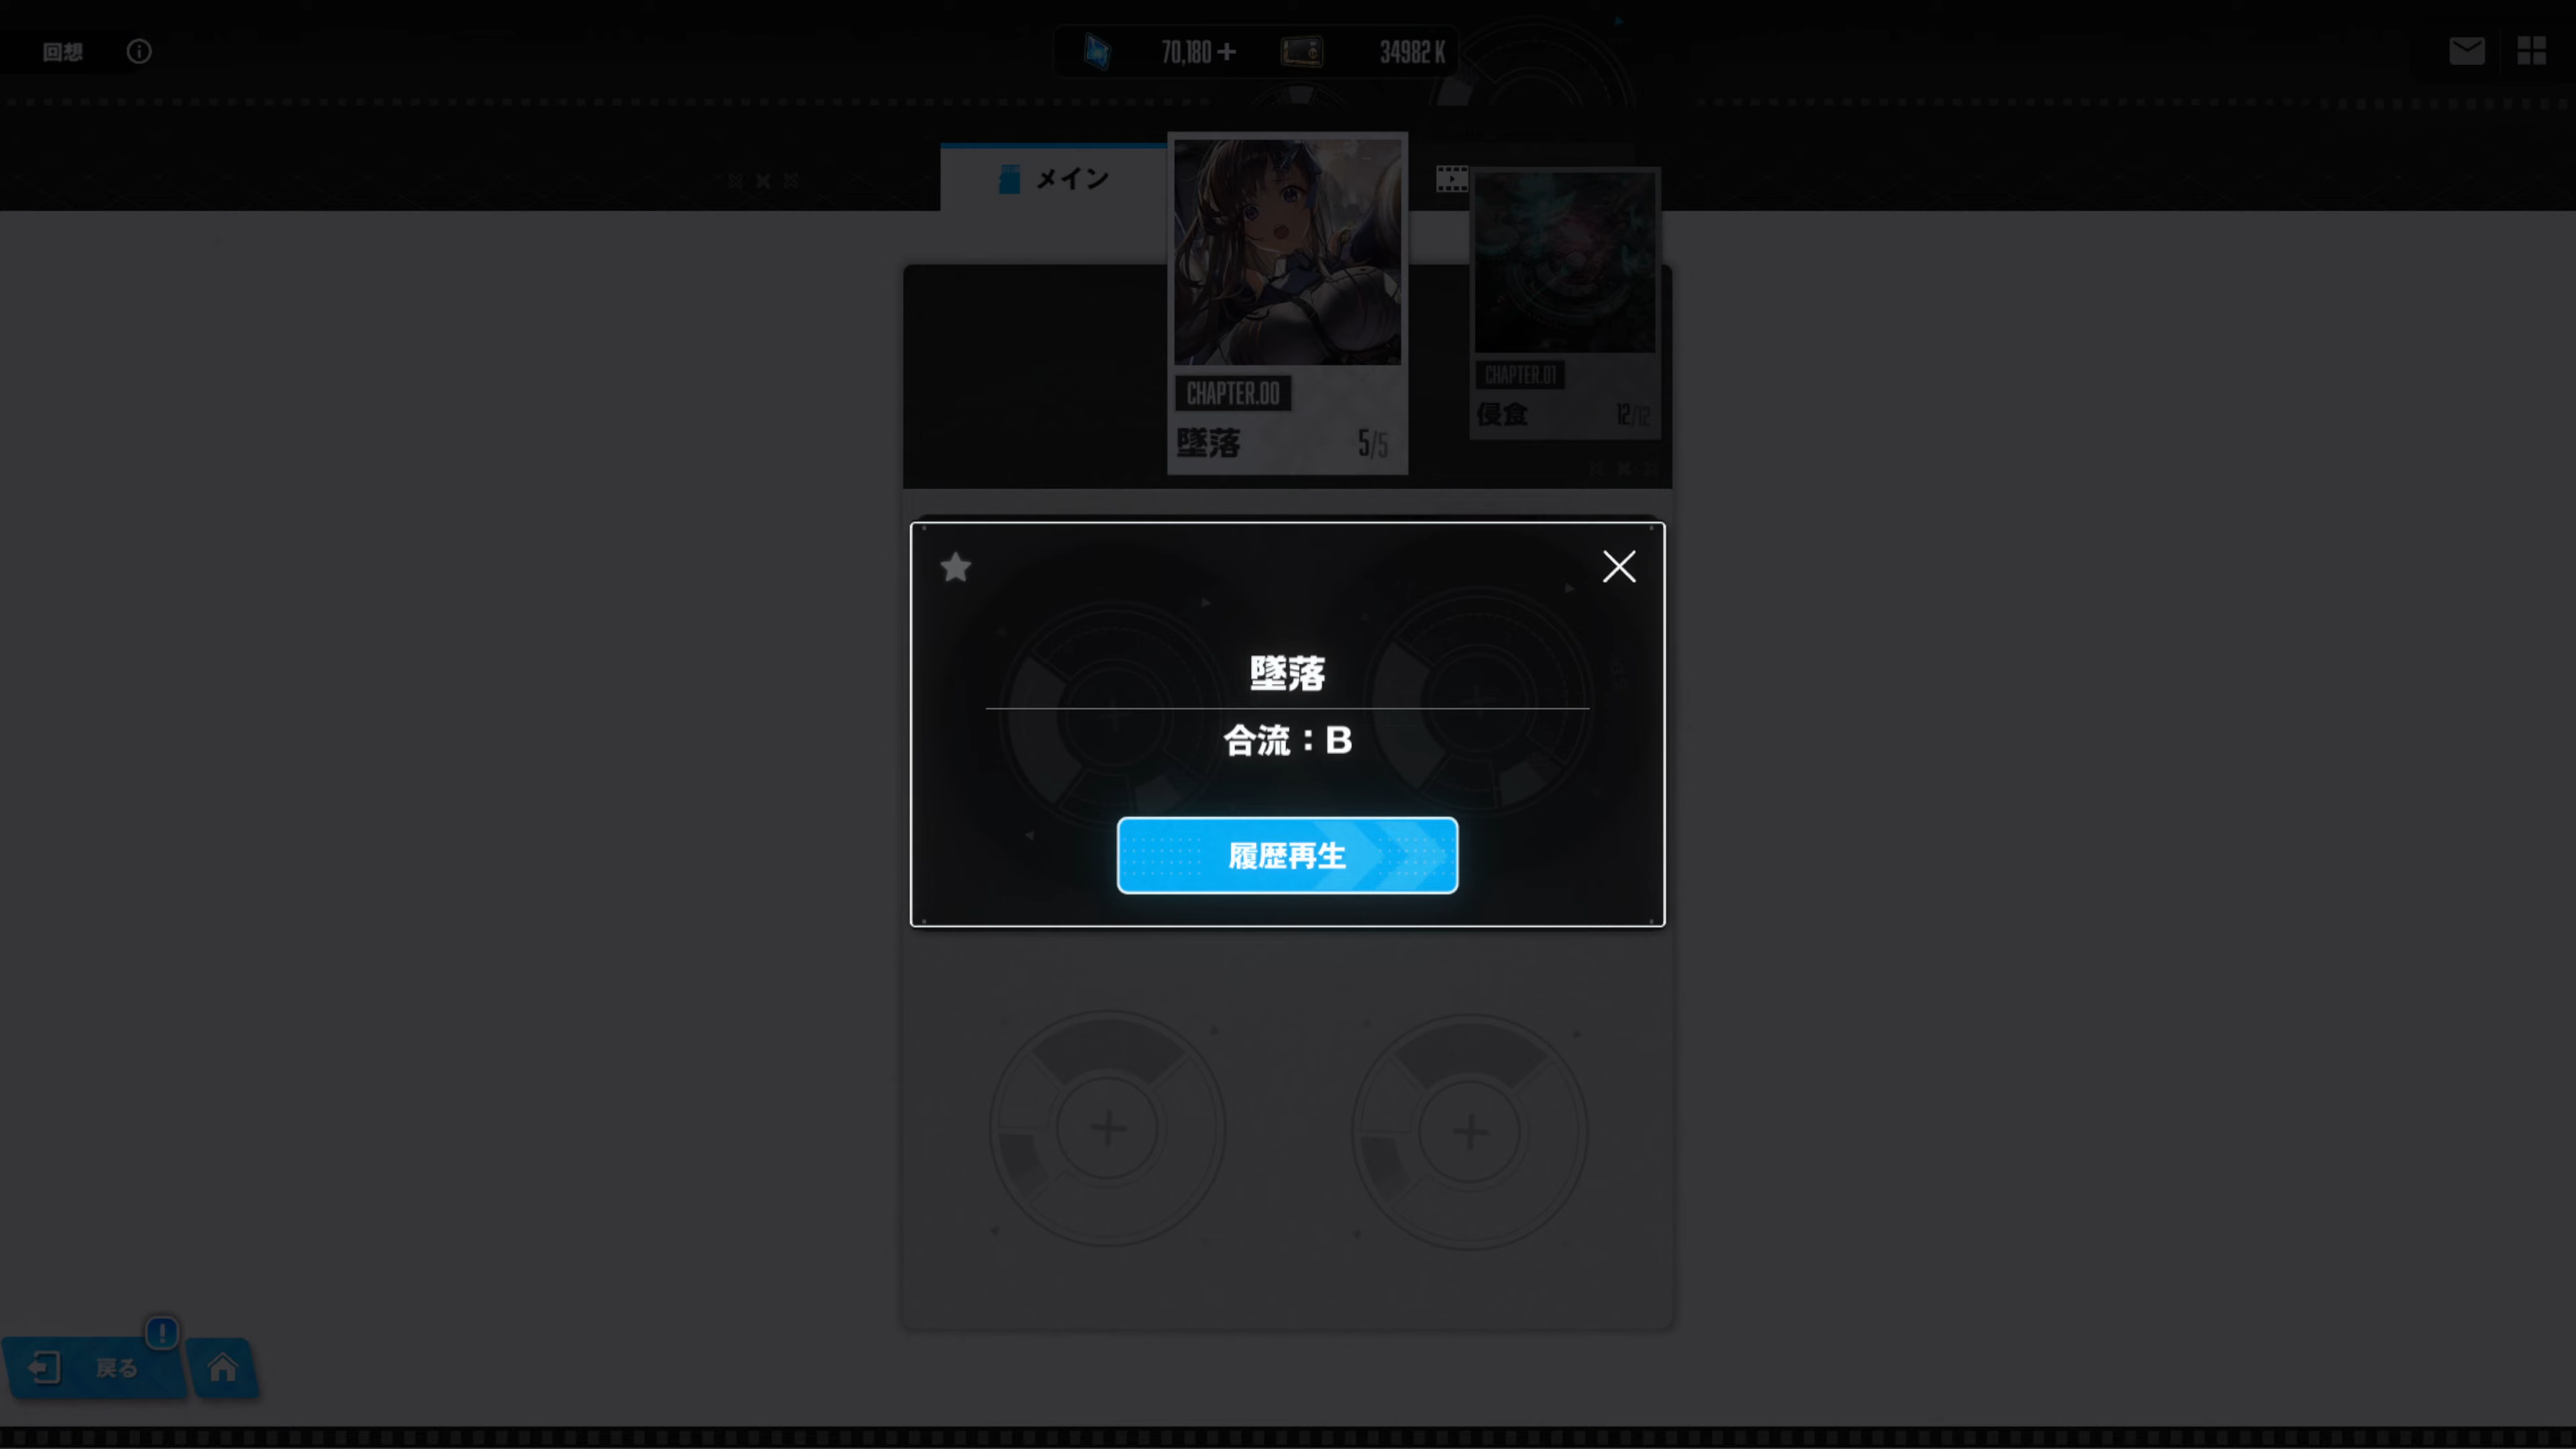 回想
70,180
34982 K
メイン
CHAPTER.00
墜落
5/5
CHAPTER.01
侵食
12/12
墜落
合流：B
履歴再生
戻る